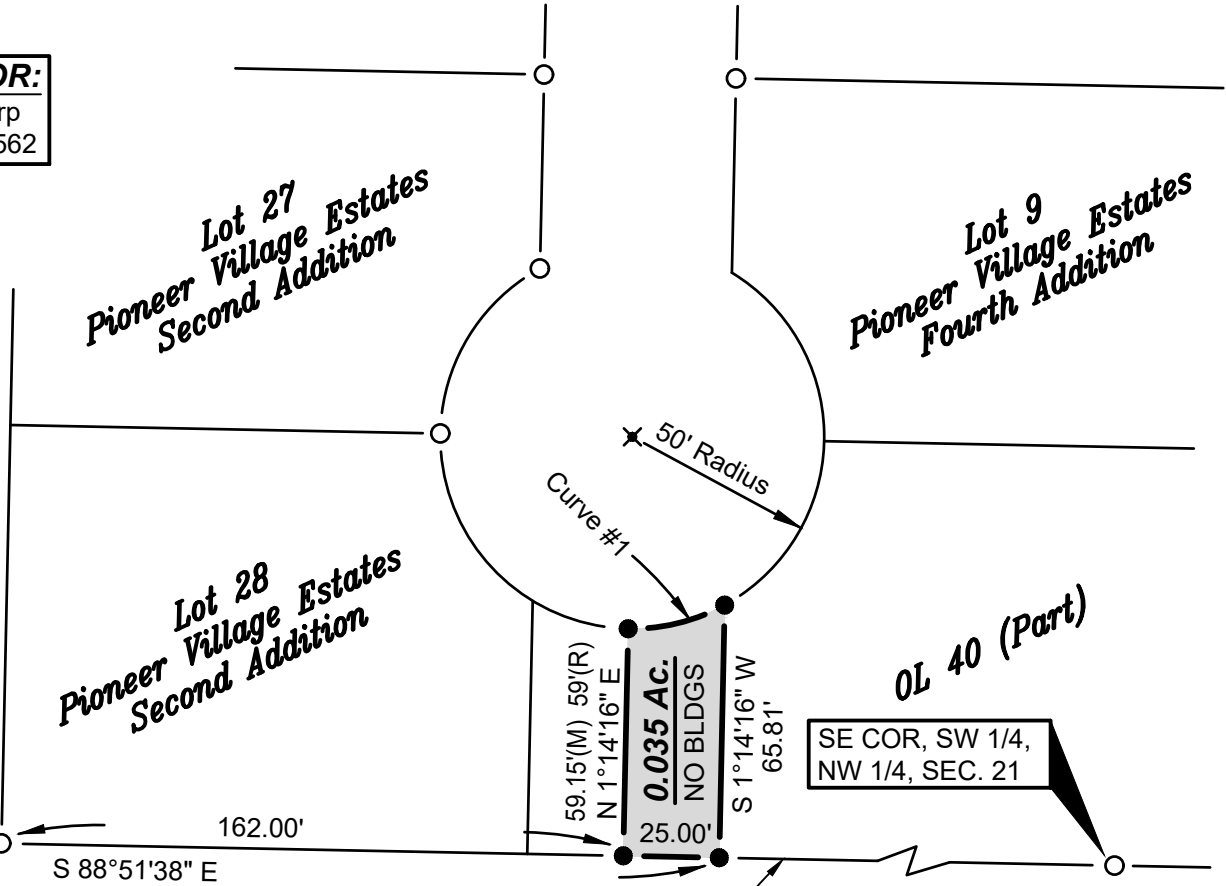 OR:
rp
562
Lot 27
Pioneer Village Estates
Second Addition
Lot 9
Pioneer Village Estates
Fourth Addition
50' Radius
Curve #1
Lot 28
Pioneer Village Estates
Second Addition
OL 40 (Part)
59.15'(M) 59'(R)
N 1°14'16" E
0.035 Ac.
NO BLDGS
S 1°14'16" W
65.81'
SE COR, SW 1/4,
NW 1/4, SEC. 21
162.00'
25.00'
S 88°51'38" E